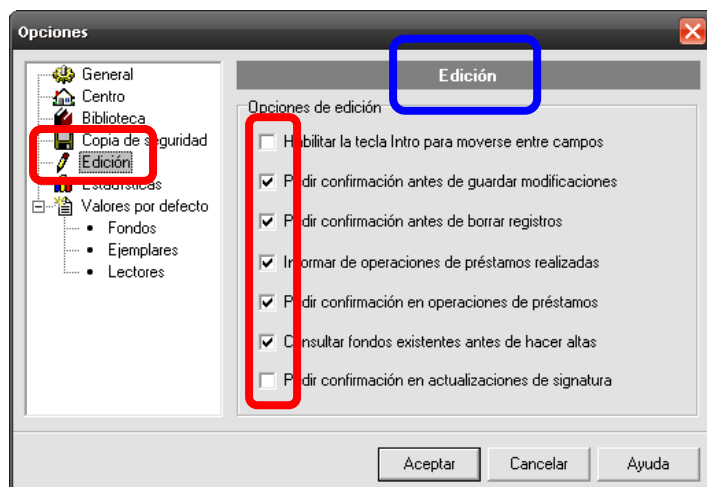 Opciones
General
Centro
Biblioteca
Copia de seguridad
Edición
Estadísticas
Valores por defecto
Fondos
Ejemplares
Lectores
Edición
Opciones de edición
Habilitar la tecla Intro para moverse entre campos
Pedir confirmación antes de guardar modificaciones
Pedir confirmación antes de borrar registros
Informar de operaciones de préstamos realizadas
Pedir confirmación en operaciones de préstamos
Consultar fondos existentes antes de hacer altas
Pedir confirmación en actualizaciones de signatura
Aceptar
Cancelar
Ayuda